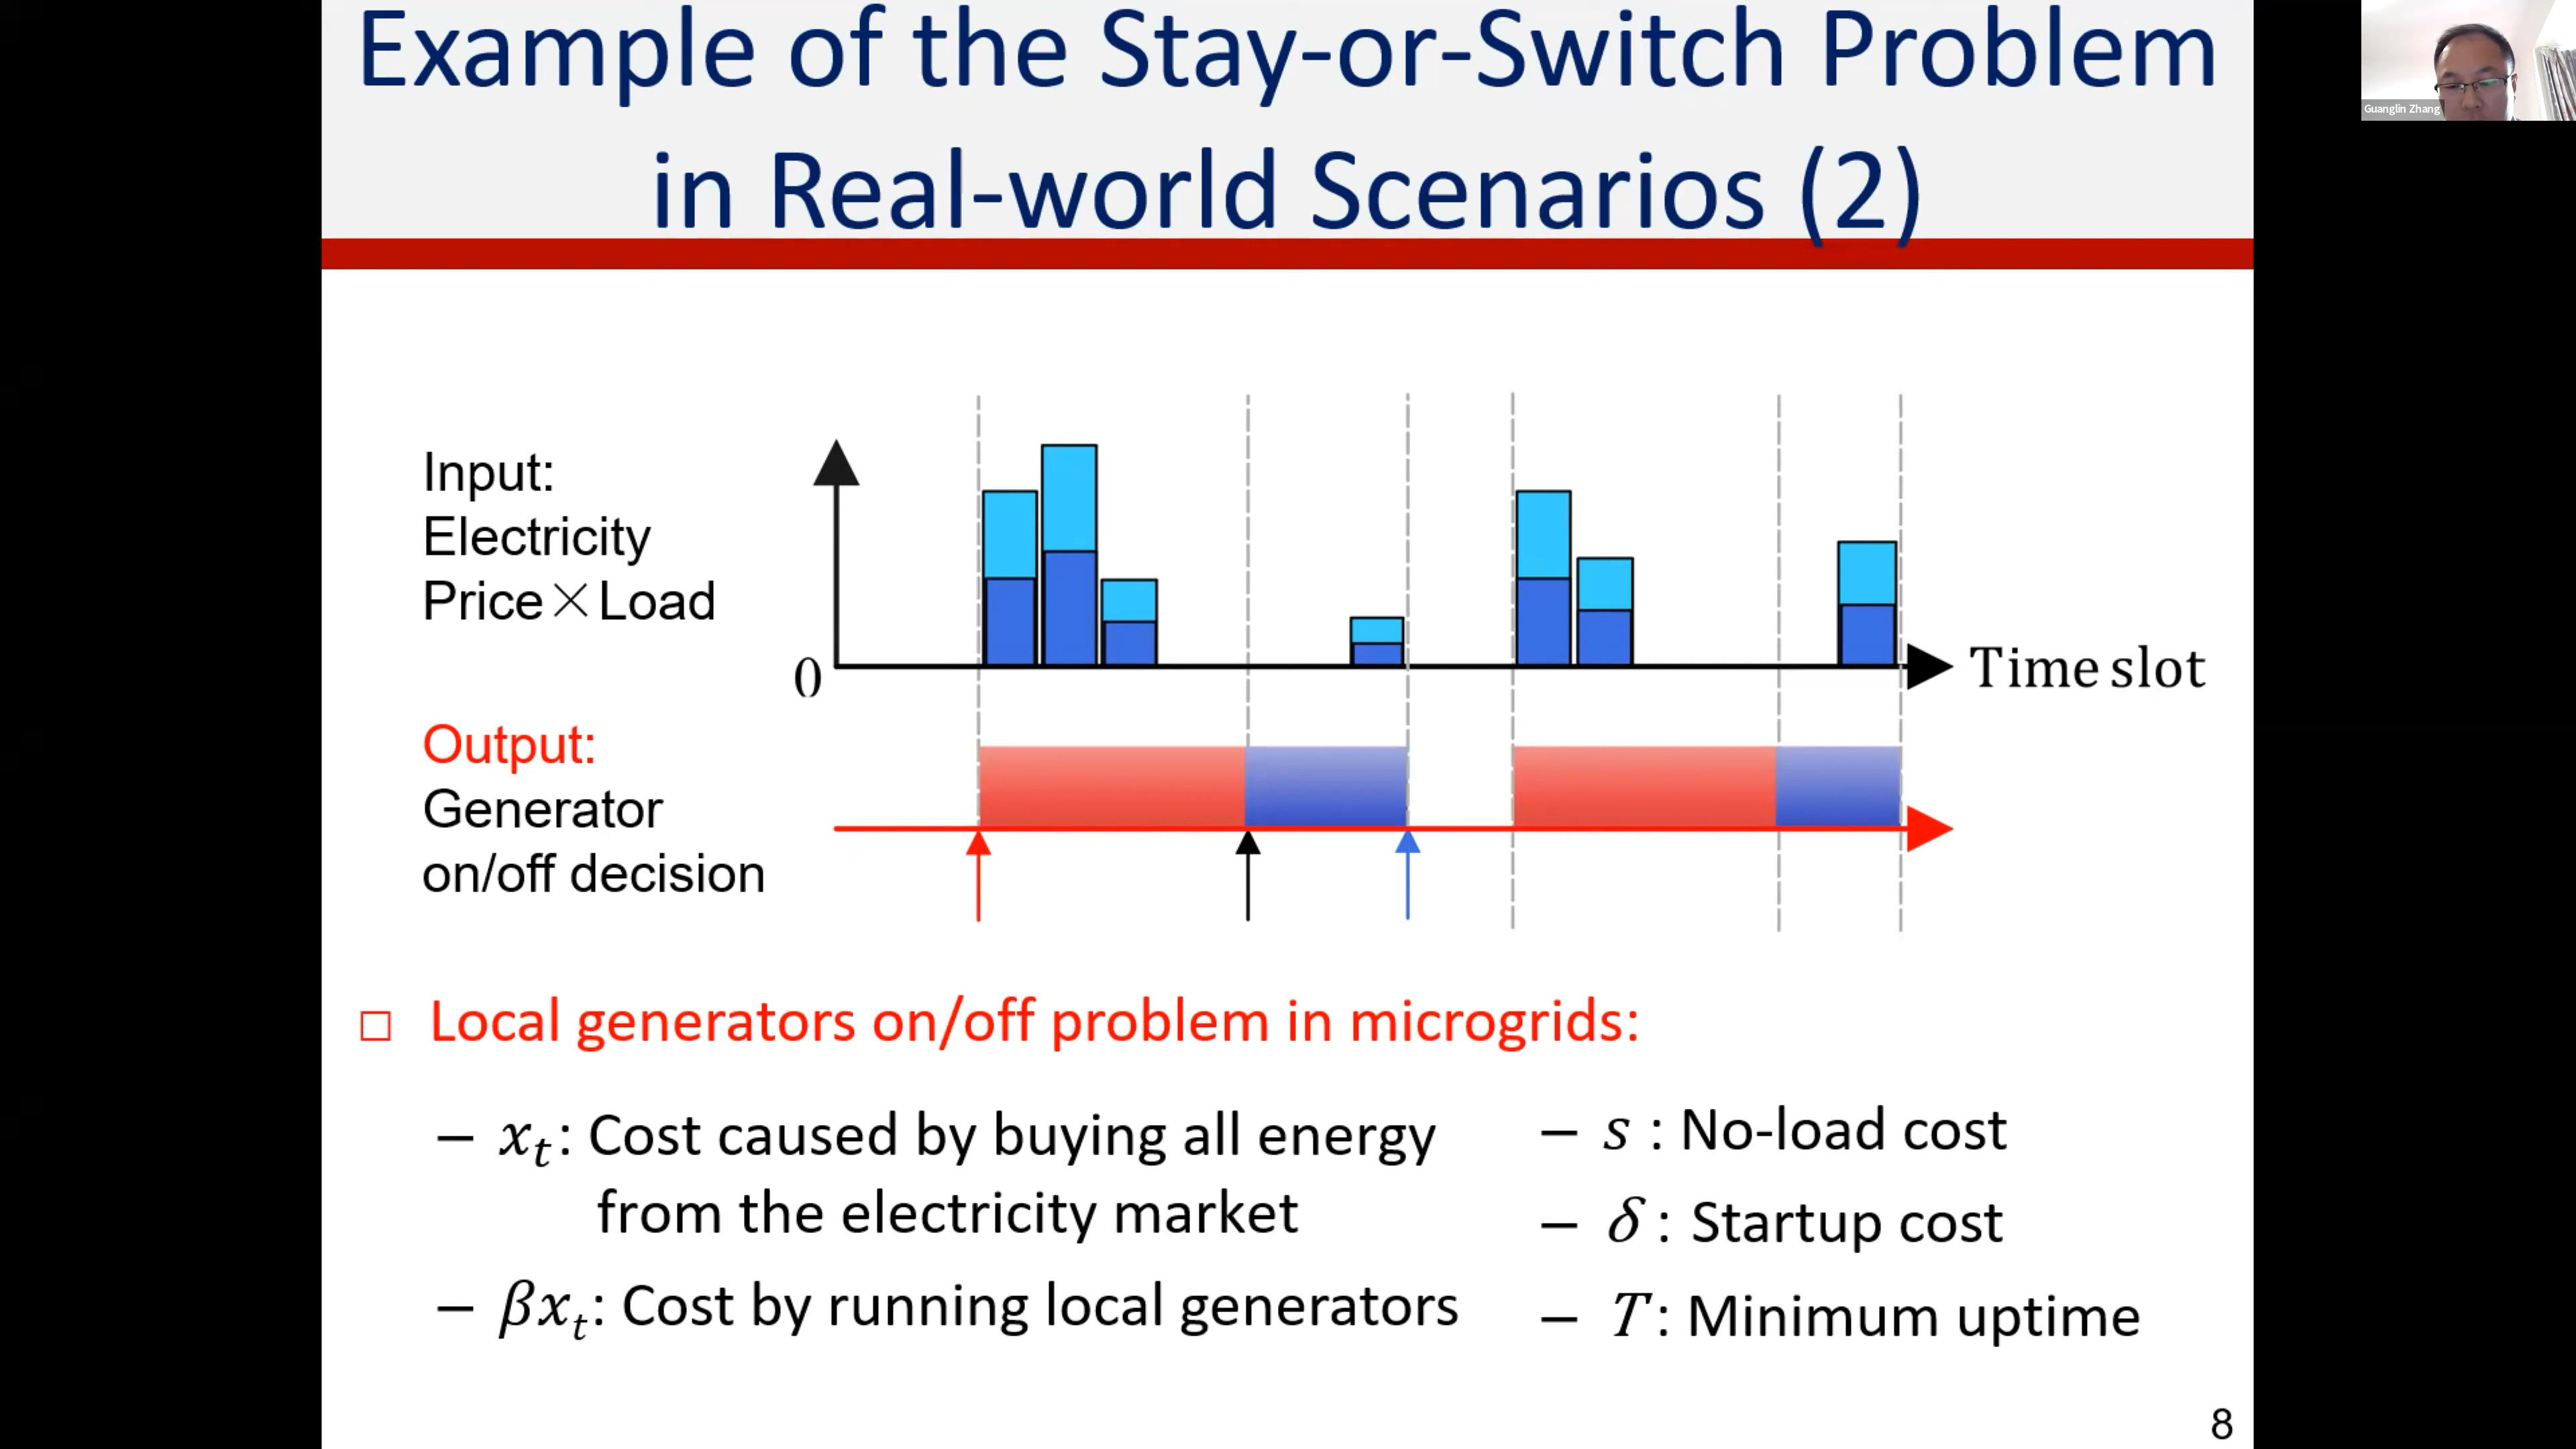 Example of the Stay-or-Switch Problem
in Real-world Scenarios (2)
Guanglin Zhang
Input:
Electricity
Price×Load
0
Time slot
Output:
Generator
on/off decision
□ Local generators on/off problem in microgrids:
– xₜ: Cost caused by buying all energy
from the electricity market
– βxₜ: Cost by running local generators
– s : No-load cost
– δ : Startup cost
– T: Minimum uptime
8